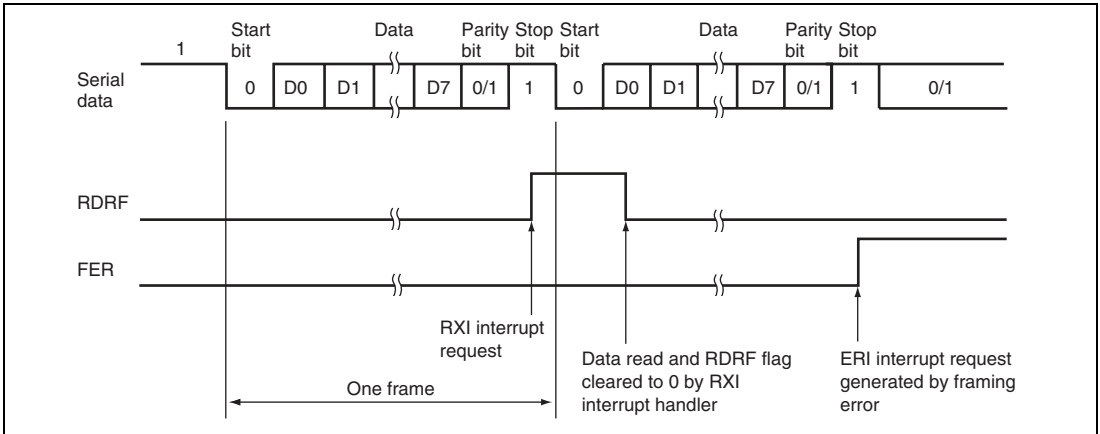 Start bit
Data
Parity bit
Stop bit
Start bit
Data
Parity bit
Stop bit
1
Serial data
0
D0
D1
D7
0/1
1
0
D0
D1
D7
0/1
1
0/1
RDRF
FER
RXI interrupt
request
Data read and RDRF flag
cleared to 0 by RXI
interrupt handler
ERI interrupt request
generated by framing
error
One frame